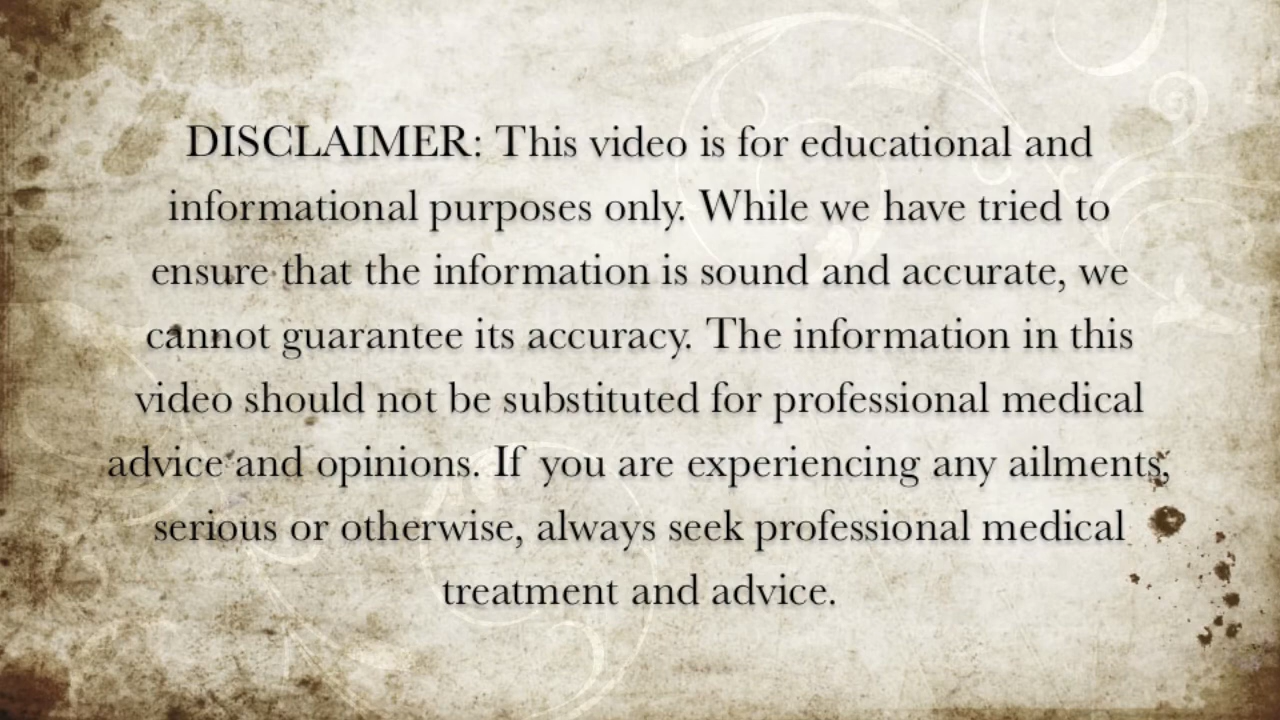 DISCLAIMER: This video is for educational and
informational purposes only. While we have tried to
ensure that the information is sound and accurate, we
cannot guarantee its accuracy. The information in this
video should not be substituted for professional medical
advice and opinions. If you are experiencing any ailments,
serious or otherwise, always seek professional medical
treatment and advice.